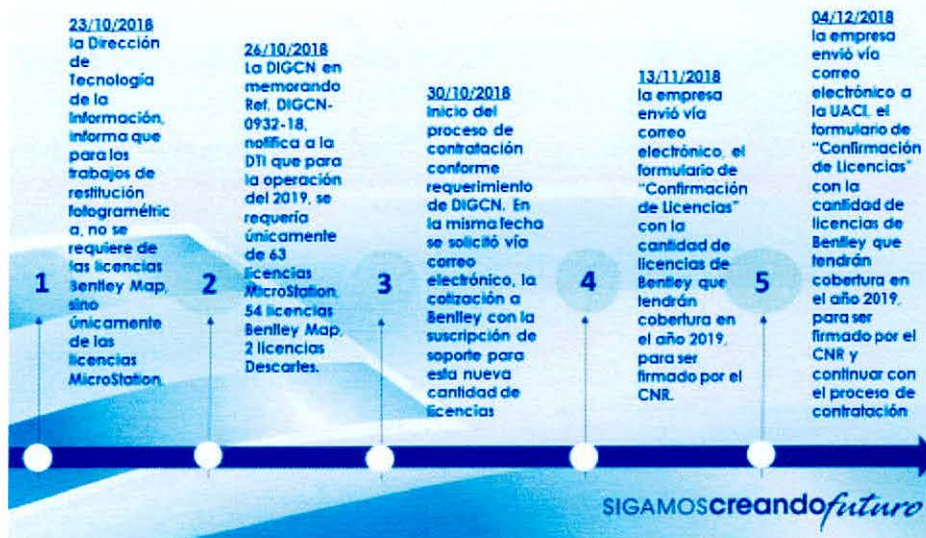 23/10/2018
la Dirección
de
Tecnología
de la
Información,
informa que
para los
trabajos de
restitución
fotogramétric
a, no se
requiere de
las licencias
Bentley Map,
sino
únicamente
de las
licencias
MicroStation.
1
26/10/2018
La DIGCN en
memorando
Ref. DIGCN-
0932-18,
notifica a la
DTI que para
la operación
del 2019, se
requería
únicamente
de 63
licencias
MicroStation,
54 licencias
Bentley Map,
2 licencias
Descartes.
2
30/10/2018
Inicio del
proceso de
contratación
conforme
requerimiento
de DIGCN. En
la misma fecha
se solicitó vía
correo
electrónico, la
cotización a
Bentley con la
suscripción de
soporte para
esta nueva
cantidad de
licencias
3
13/11/2018
la empresa
envió vía
correo
electrónico, el
formulario de
"Confirmación
de Licencias"
con la
cantidad de
licencias de
Bentley que
tendrán
cobertura en
el año 2019,
para ser
firmado por el
CNR.
4
04/12/2018
la empresa
envió vía
correo
electrónico a
la UACI, el
formulario de
"Confirmación
de Licencias"
con la
cantidad de
licencias de
Bentley que
tendrán
cobertura en
el año 2019,
para ser
firmado por el
CNR y
continuar con
el proceso de
contratación
5
SIGAMOScreandofuturo